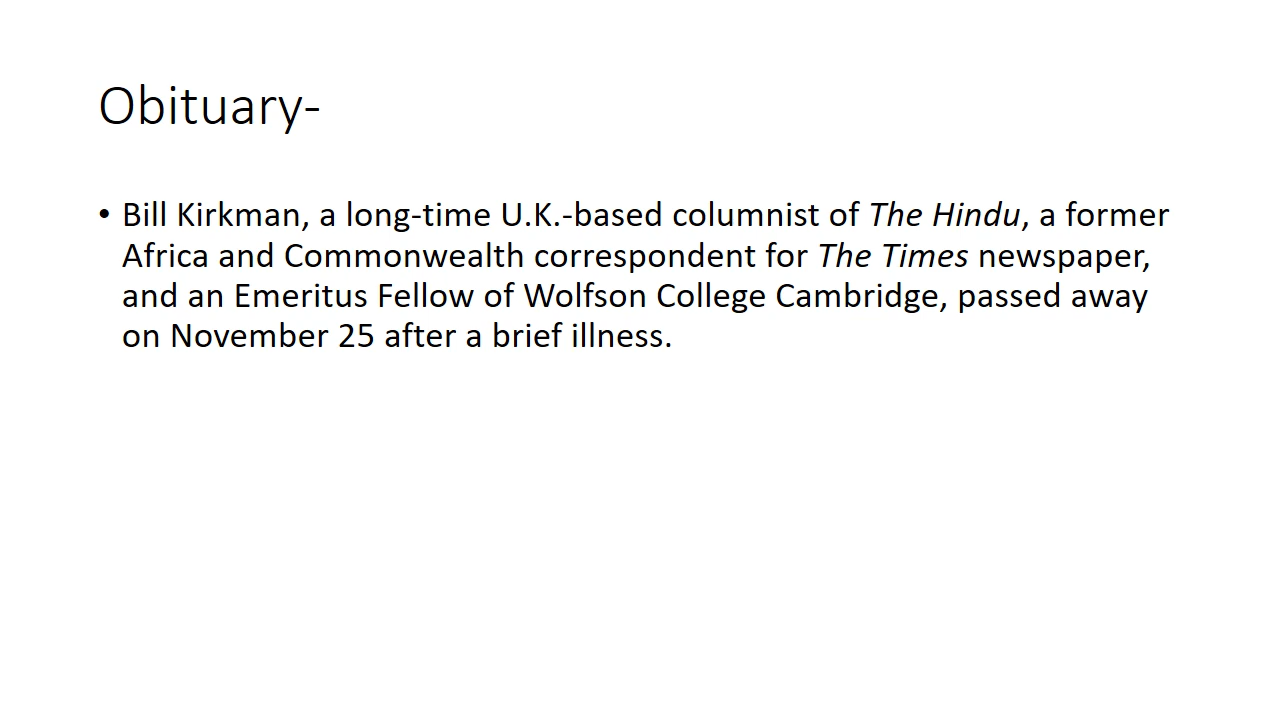 Obituary-
• Bill Kirkman, a long-time U.K.-based columnist of The Hindu, a former
Africa and Commonwealth correspondent for The Times newspaper,
and an Emeritus Fellow of Wolfson College Cambridge, passed away
on November 25 after a brief illness.